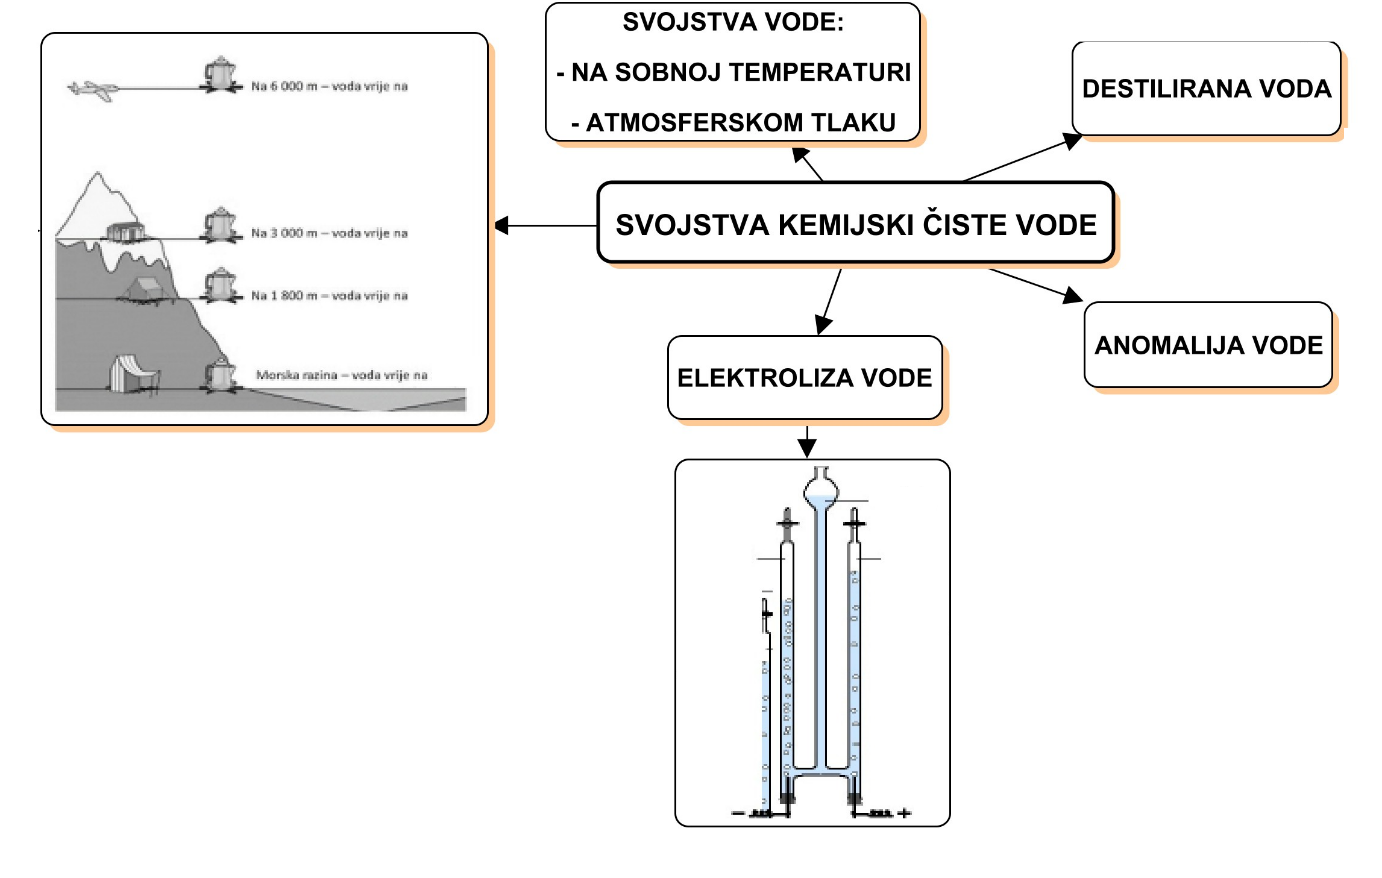 SVOJSTVA VODE:
- NA SOBNOJ TEMPERATURI
- ATMOSFERSKOM TLAKU
DESTILIRANA VODA
SVOJSTVA KEMIJSKI ČISTE VODE
Na 6 000 m – voda vrije na
Na 3 000 m – voda vrije na
Na 1 800 m – voda vrije na
Morska razina – voda vrije na
ANOMALIJA VODE
ELEKTROLIZA VODE
– +